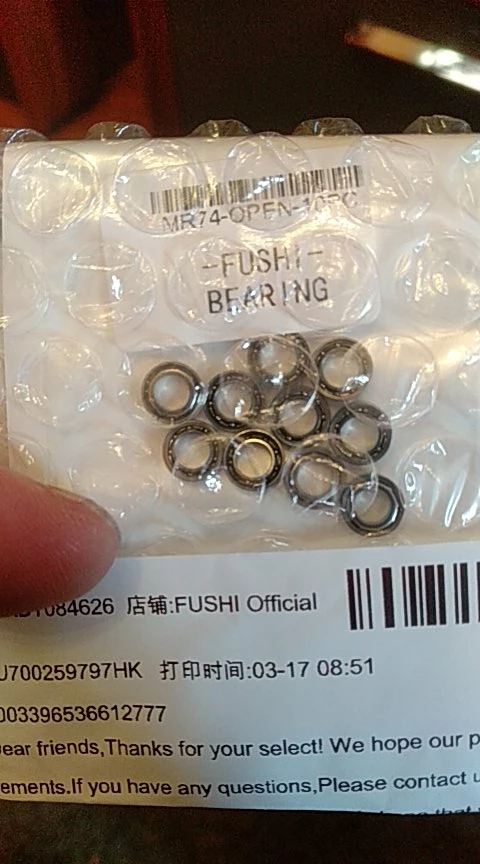 MR74-OPEN-10PC
-FUSHI-
BEARING
1084626 店铺:FUSHI Official
U700259797HK 打印时间:03-17 08:51
003396536612777
ear friends,Thanks for your select! We hope our p
ements.If you have any questions,Please contact u